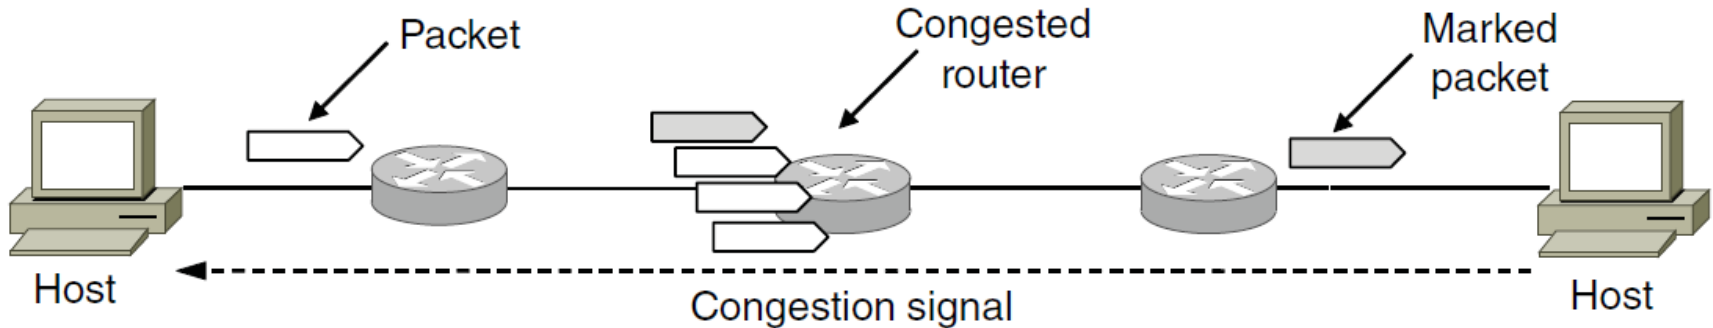 Packet
Congested
router
Marked
packet
Host
Congestion signal
Host